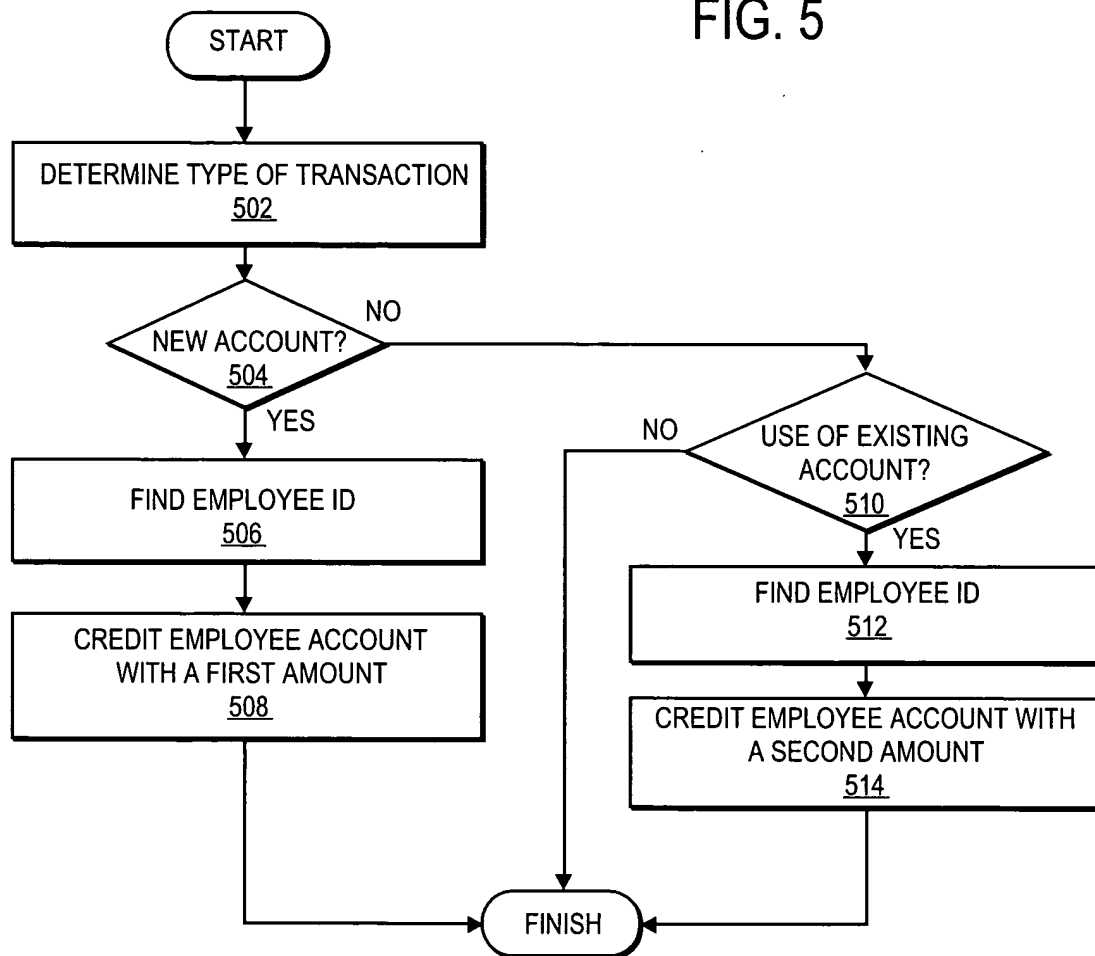 FIG. 5
START
DETERMINE TYPE OF TRANSACTION
502
NEW ACCOUNT?
504
NO
YES
FIND EMPLOYEE ID
506
CREDIT EMPLOYEE ACCOUNT
WITH A FIRST AMOUNT
508
USE OF EXISTING
ACCOUNT?
510
NO
YES
FIND EMPLOYEE ID
512
CREDIT EMPLOYEE ACCOUNT WITH
A SECOND AMOUNT
514
FINISH